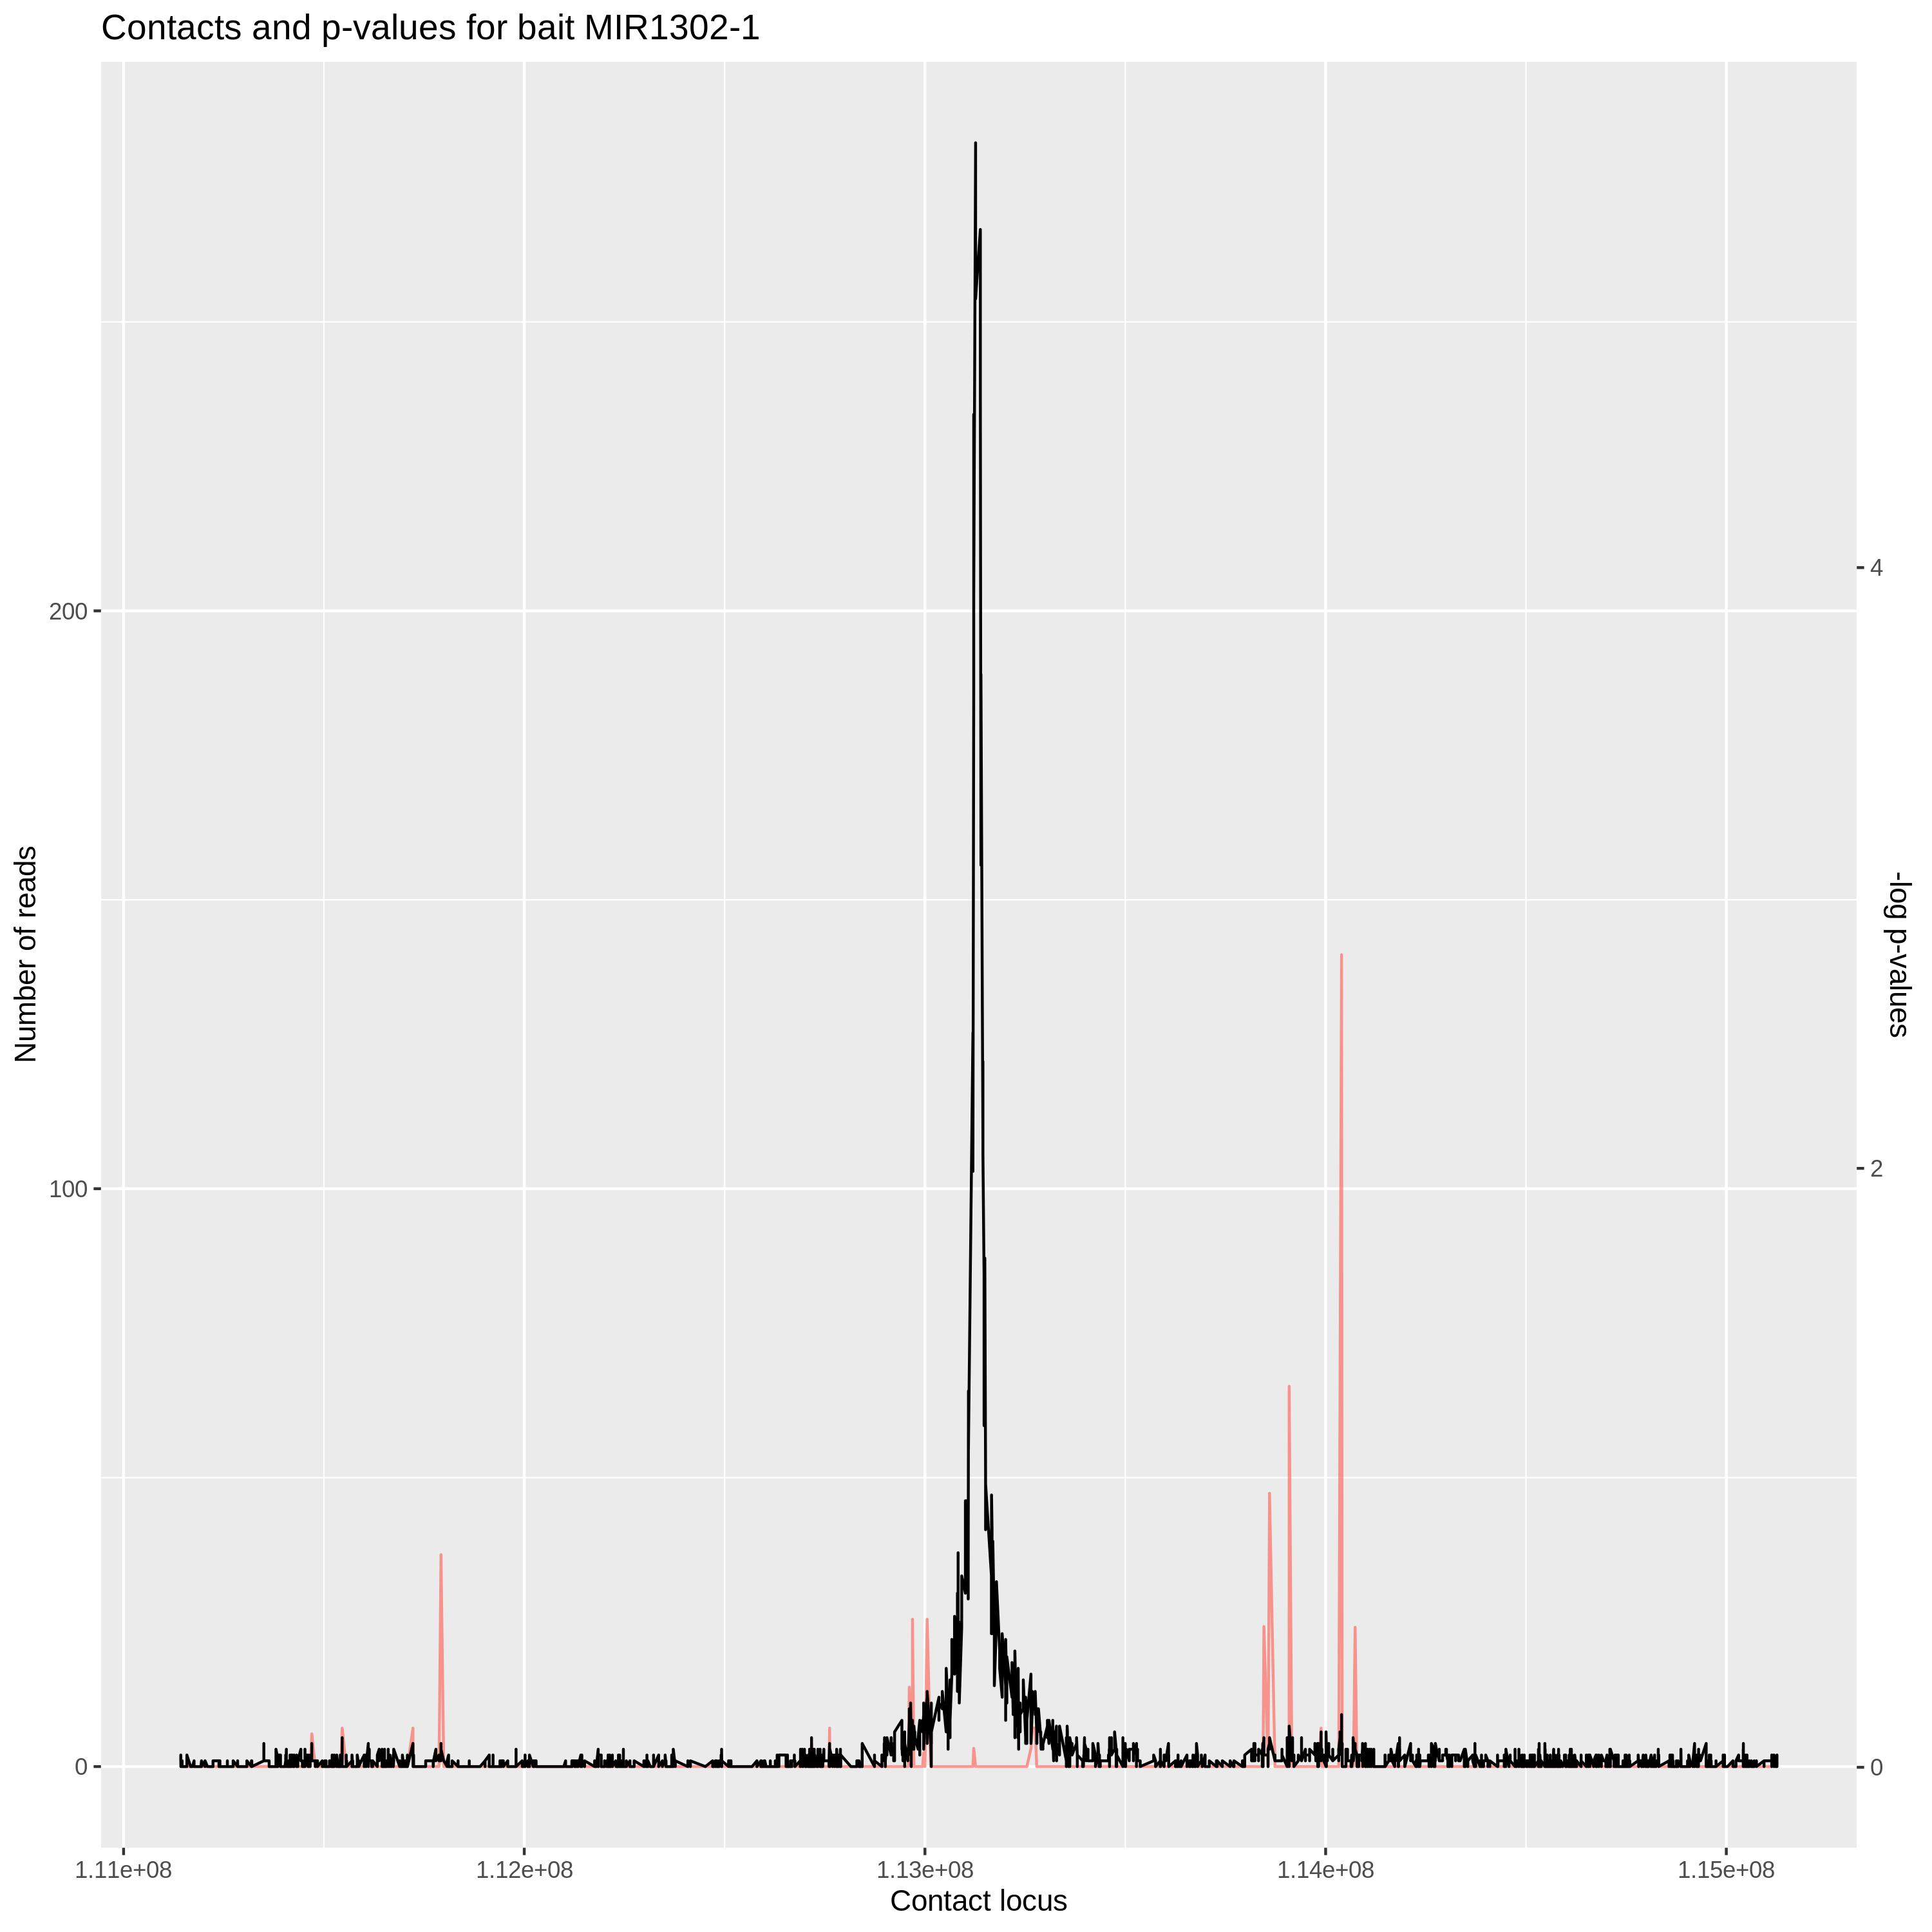 Contacts and p-values for bait MIR1302-1
Number of reads
200
100
0
4
2
0
-log p-values
1.11e+08 1.12e+08 1.13e+08 1.14e+08 1.15e+08
Contact locus